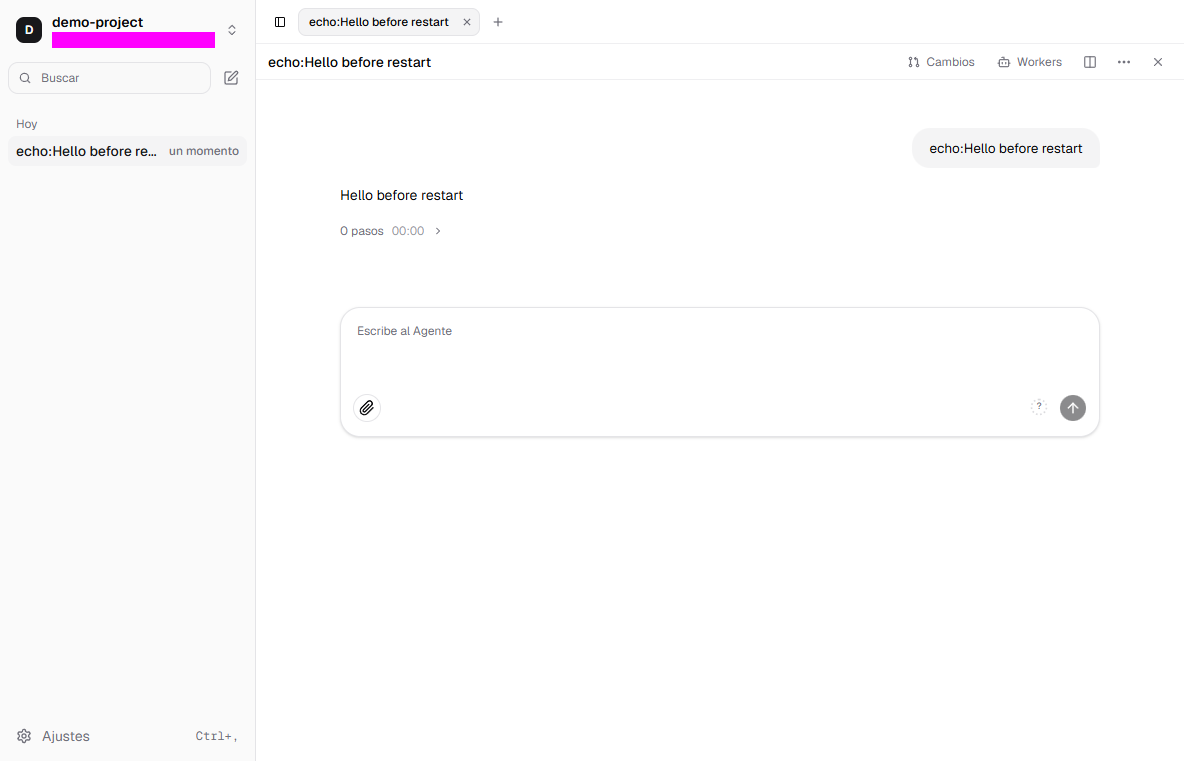 D
demo-project
Buscar
Hoy
echo:Hello before re... un momento
Ajustes Ctrl+,
echo:Hello before restart
echo:Hello before restart
Cambios Workers
echo:Hello before restart
Hello before restart
0 pasos 00:00
Escribe al Agente
?